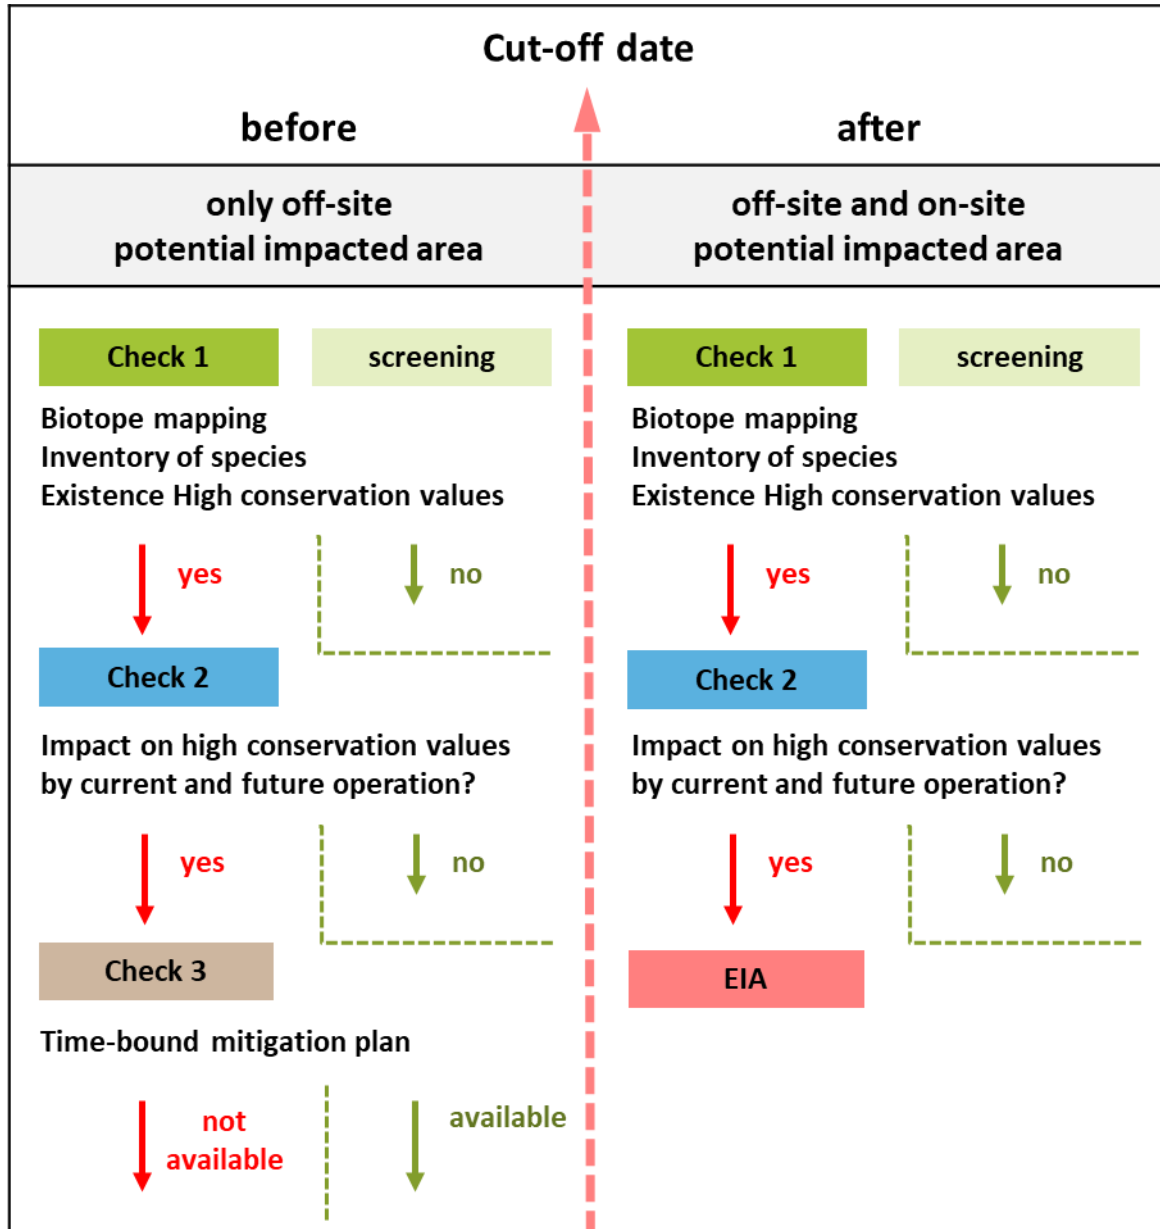 Cut-off date
before
after
only off-site
potential impacted area
off-site and on-site
potential impacted area
Check 1
screening
Biotope mapping
Inventory of species
Existence High conservation values
yes
no
Check 2
Impact on high conservation values
by current and future operation?
yes
no
Check 3
Time-bound mitigation plan
not
available
available
Check 1
screening
Biotope mapping
Inventory of species
Existence High conservation values
yes
no
Check 2
Impact on high conservation values
by current and future operation?
yes
no
EIA